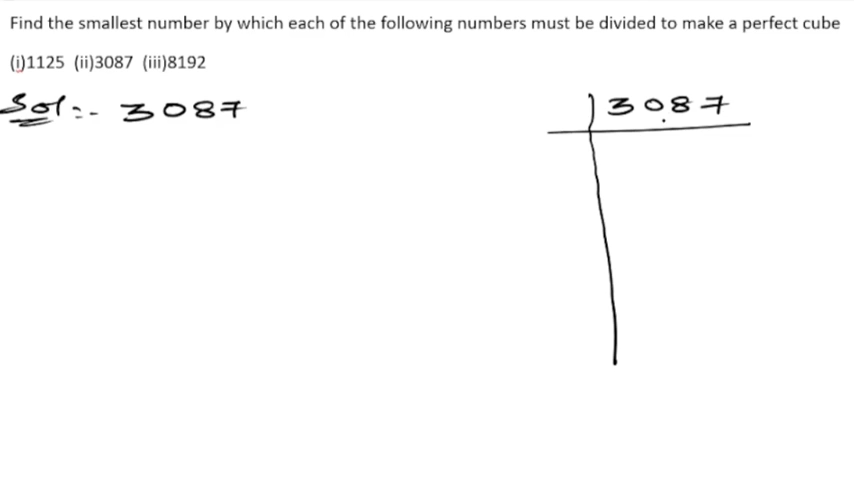 Find the smallest number by which each of the following numbers must be divided to make a perfect cube
(i)1125 (ii)3087 (iii)8192
Sol:- 3087
3087